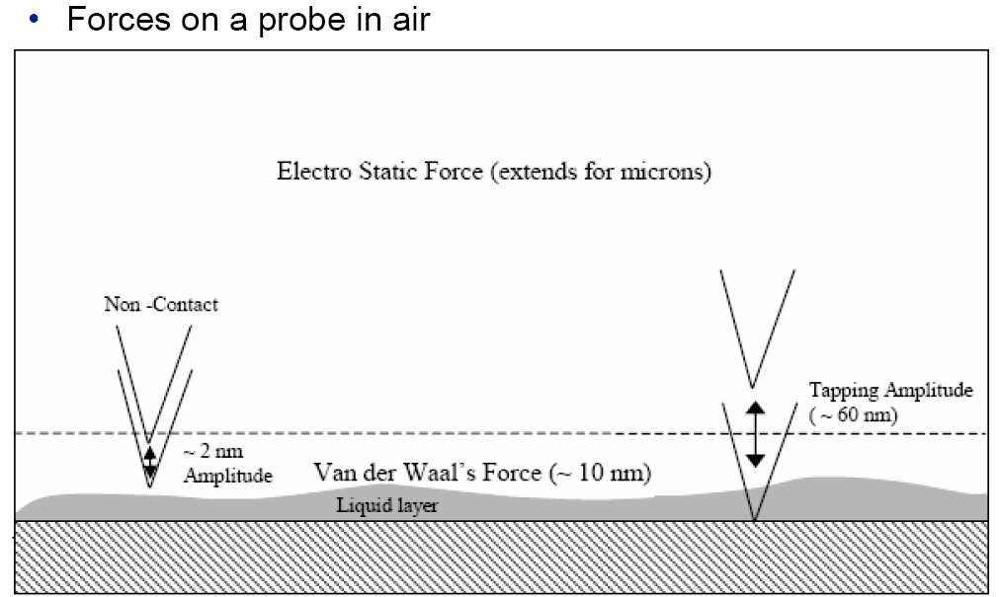 • Forces on a probe in air
Electro Static Force (extends for microns)
Non -Contact
Tapping Amplitude
( ~ 60 nm)
~ 2 nm
Amplitude
Van der Waal's Force (~ 10 nm)
Liquid layer